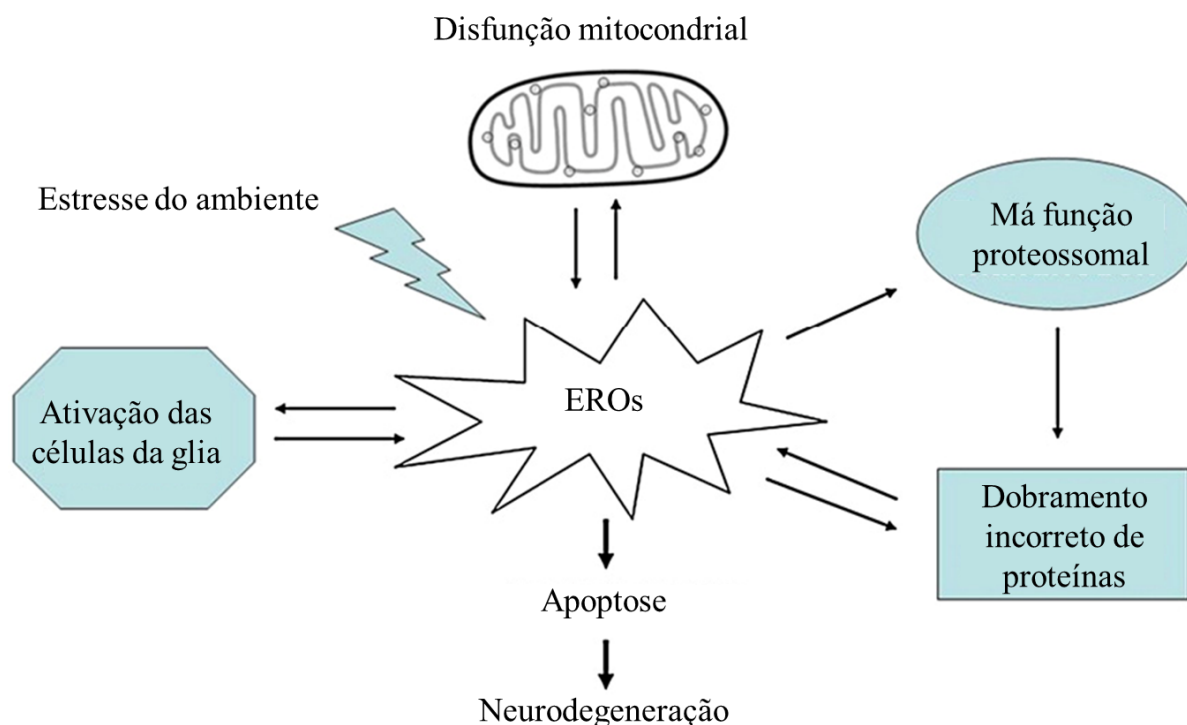 Disfunção mitocondrial
Estresse do ambiente
Má função
proteossomal
EROs
Ativação das
células da glia
Dobramento
incorreto de
proteínas
Apoptose
Neurodegeneração